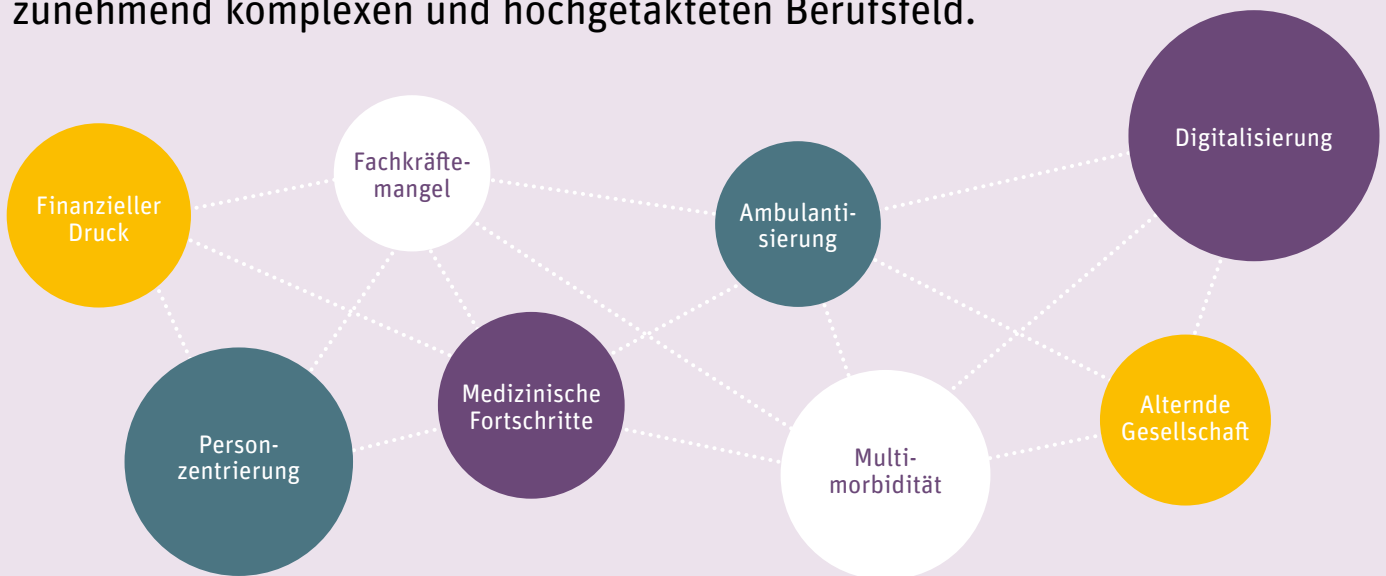 zunehmend komplexen und hochgetakteten Berufsfeld.
Finanzieller
Druck
Fachkräfte-
mangel
Ambulanti-
sierung
Digitalisierung
Person-
zentrierung
Medizinische
Fortschritte
Multi-
morbidität
Alternde
Gesellschaft